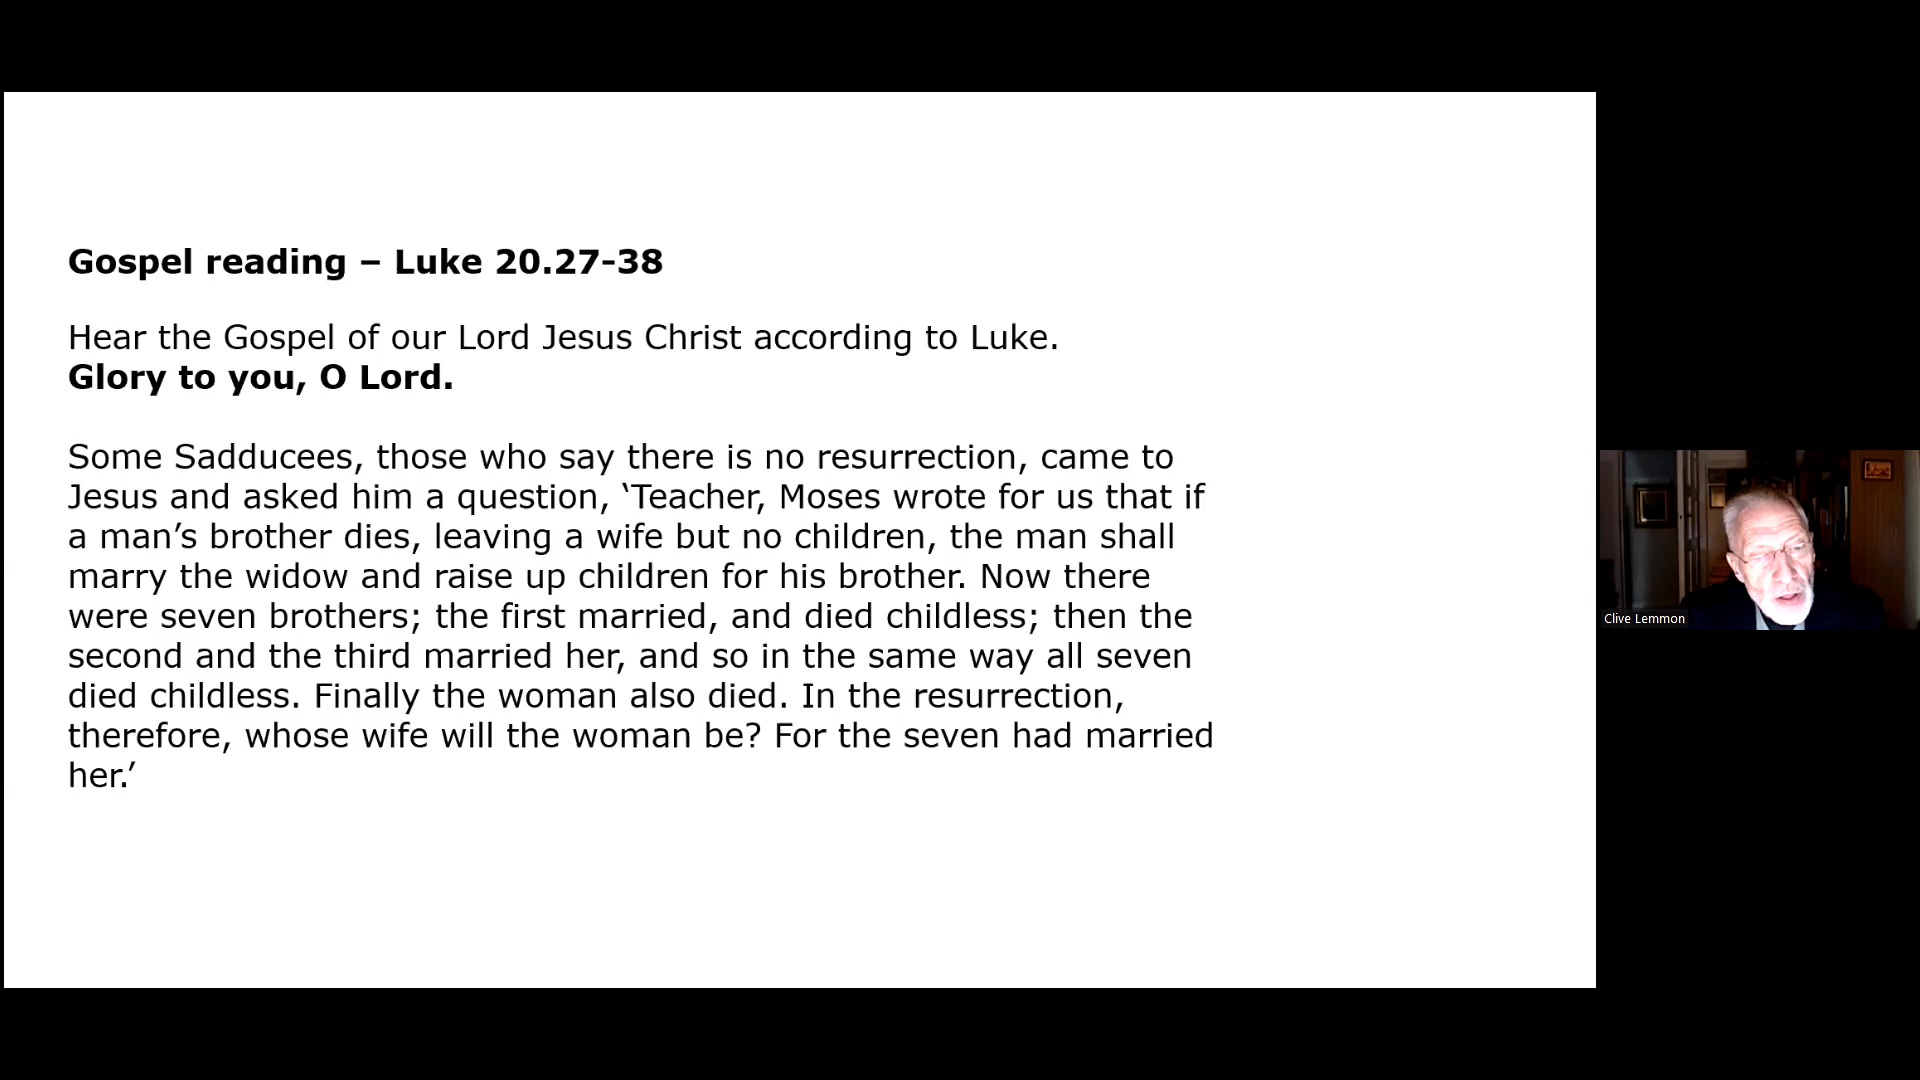 Gospel reading – Luke 20.27-38
Hear the Gospel of our Lord Jesus Christ according to Luke.
Glory to you, O Lord.
Some Sadducees, those who say there is no resurrection, came to
Jesus and asked him a question, ‘Teacher, Moses wrote for us that if
a man’s brother dies, leaving a wife but no children, the man shall
marry the widow and raise up children for his brother. Now there
were seven brothers; the first married, and died childless; then the
second and the third married her, and so in the same way all seven
died childless. Finally the woman also died. In the resurrection,
therefore, whose wife will the woman be? For the seven had married
her.’
Clive Lemmon